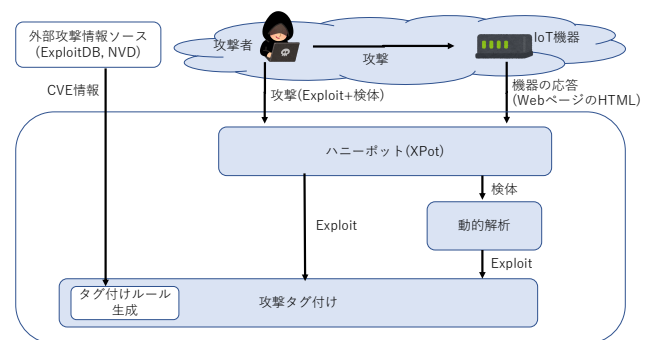 外部攻撃情報ソース
(ExploitDB, NVD)
攻撃者
攻撃
IoT機器
CVE情報
攻撃(Exploit+検体)
機器の応答
(WebページのHTML)
ハニーポット(XPot)
検体
Exploit
動的解析
Exploit
タグ付けルール
生成
攻撃タグ付け